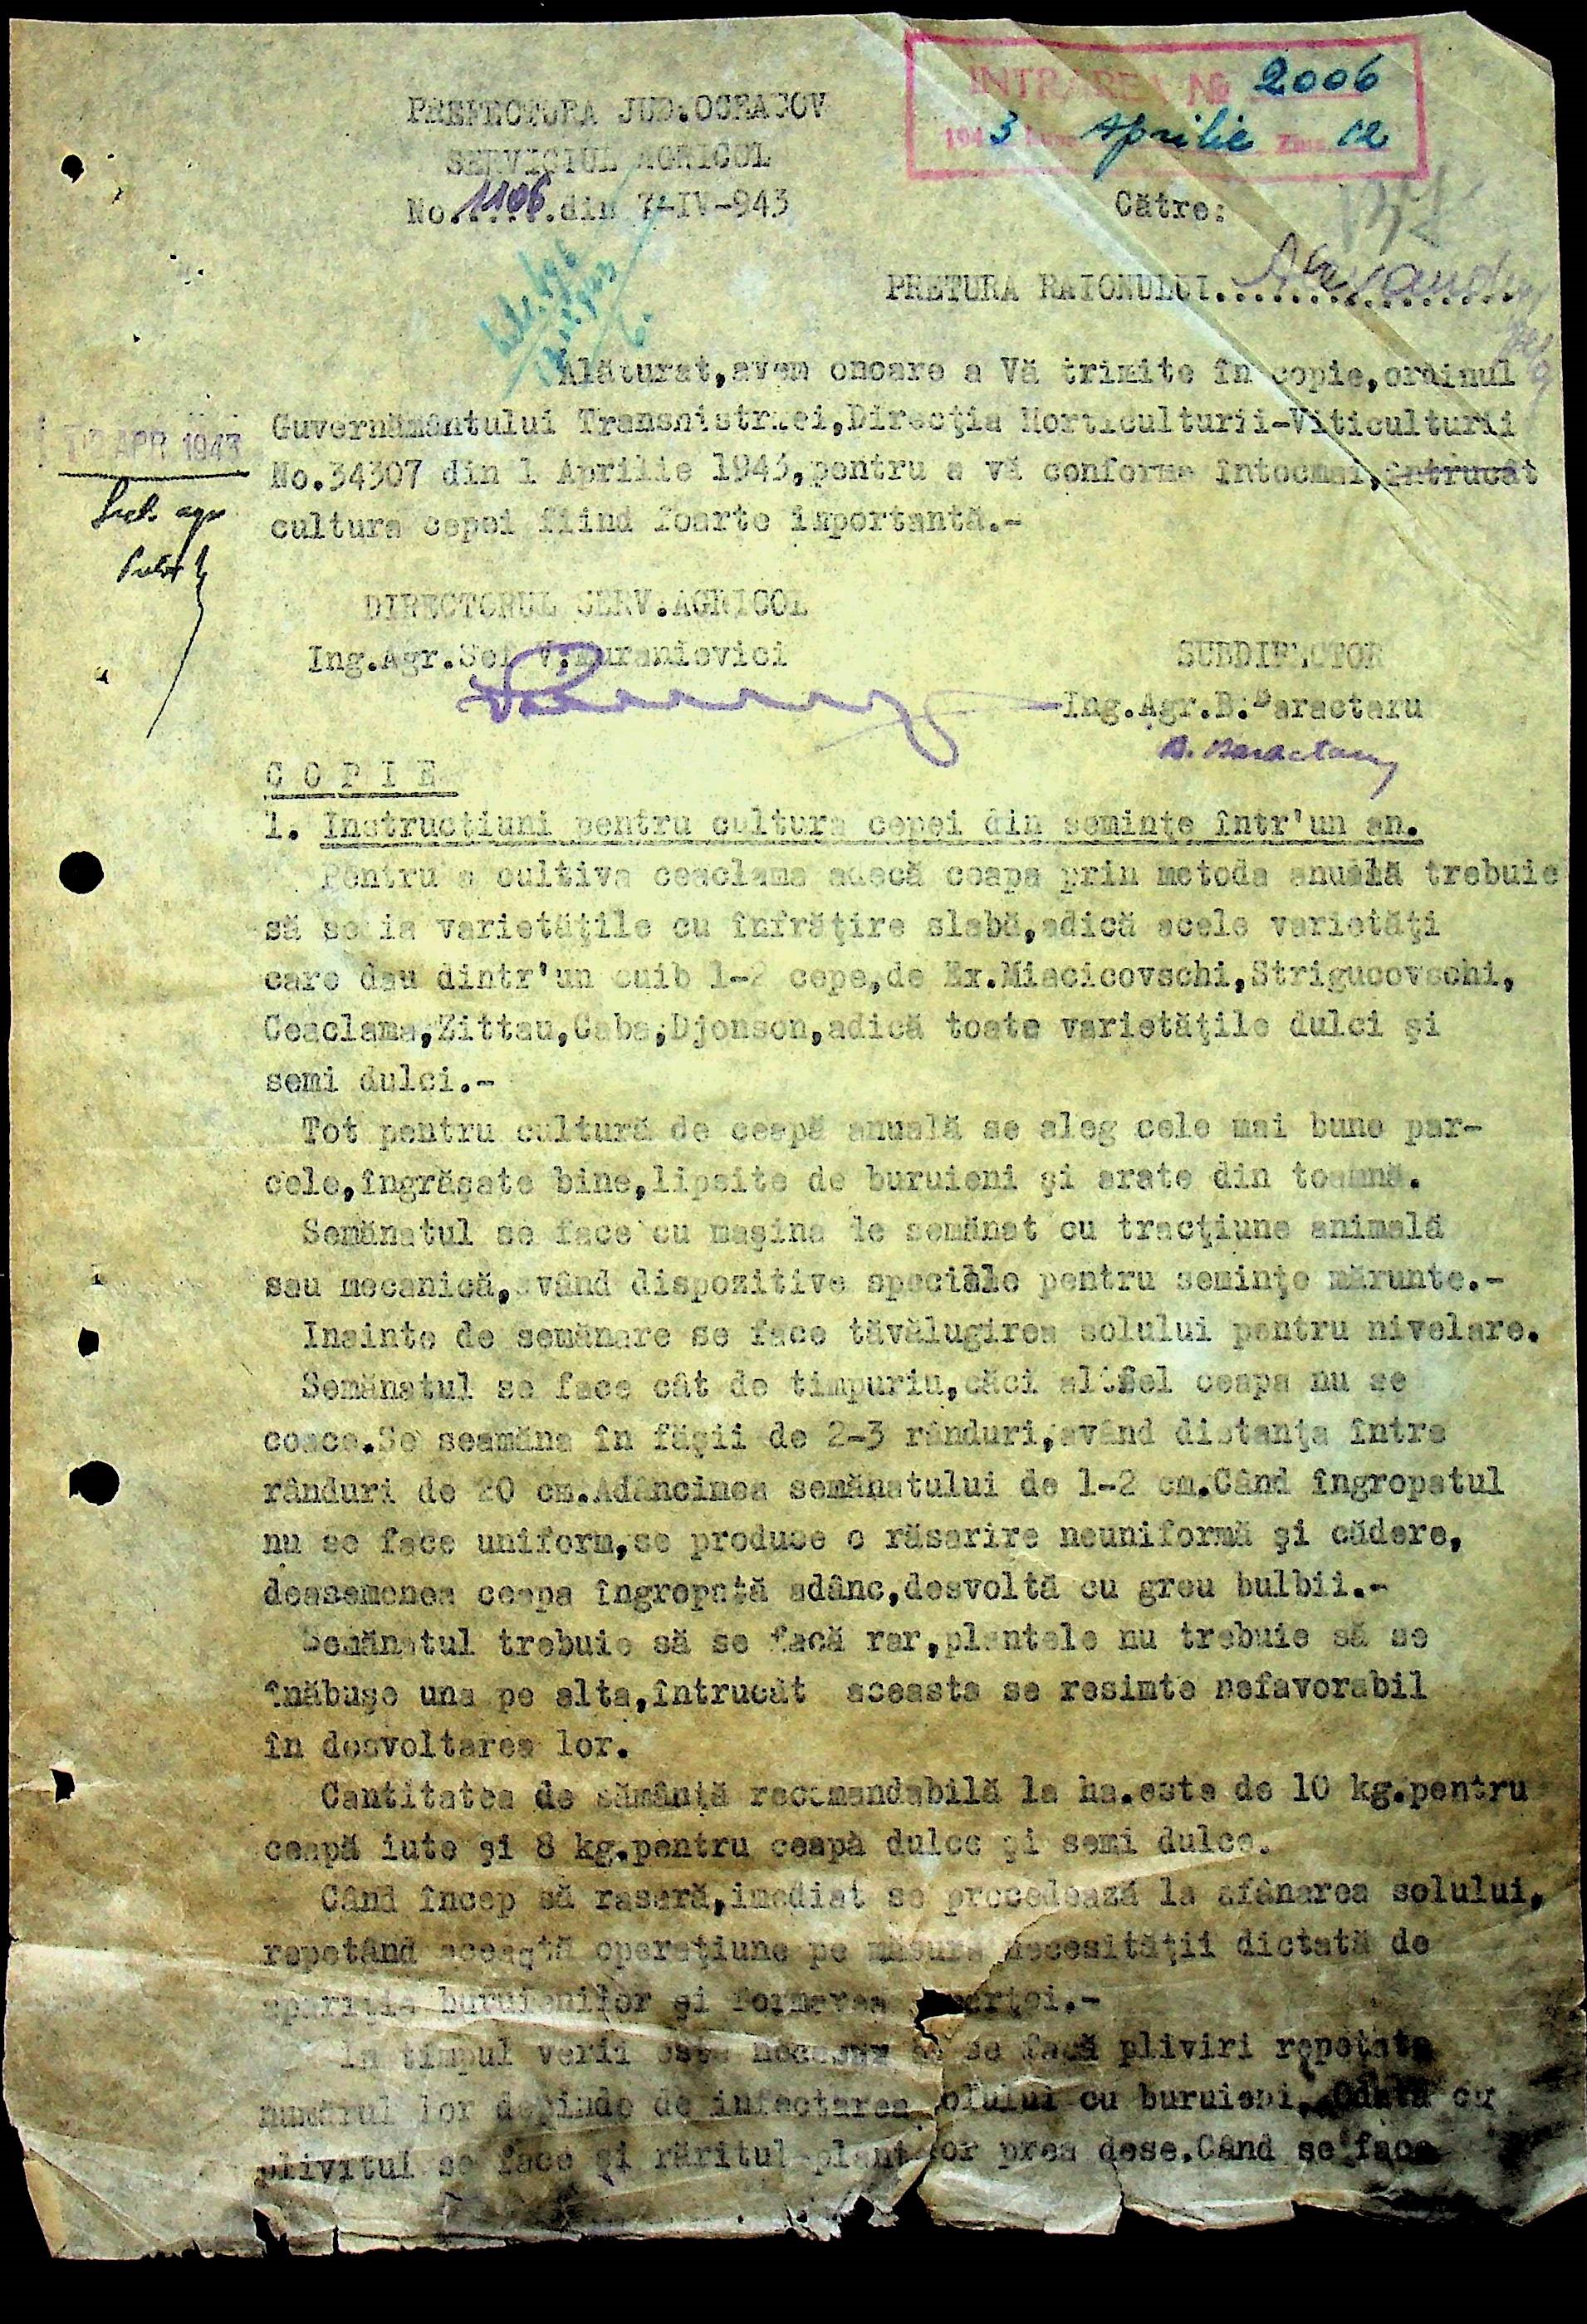 INTRAREA № 2006
1943 Aprilie Ziua 12
PREFECTURA JUD.OCEACOV
SERVICIUL AGRICOL
No.1106.din 7-IV-943
Către:
PRETURA RAIONULUI
Alăturat,avem onoare a Vă trimite în copie,ordinul
Guvernământului Transnistriei,Direcţia Horticulturii-Viticulturii
No.34307 din 1 Aprilie 1943,pentru a vă conforma întocmai,întrucât
cultura cepei fiind foarte importantă.-
12 APR 1943
DIRECTORUL SERV.AGRICOL
Ing.Agr.Sef V.
SUBDIRECTOR
Ing.Agr.B.Baractaru
B. Baractaru
C O P I E
1. Instrucţiuni pentru cultura cepei din seminţe într'un an.
Pentru a cultiva ceaclama adecă ceapa prin metoda anuală trebuie
să se ia varietăţile cu înfrăţire slabă,adică acele varietăţi
care dau dintr'un cuib 1-2 cepe,de Ex.Miacicovschi,Strigucovschi,
Ceaclama,Zittau,Caba,Djonson,adică toate varietăţile dulci şi
semi dulci.-
Tot pentru cultură de ceapă anuală se aleg cele mai bune par-
cele,îngrăşate bine,lipsite de buruieni şi arate din toamnă.
Semănatul se face cu maşina de semănat cu tracţiune animală
sau mecanică,având dispozitive speciale pentru seminţe mărunte.-
Inainte de semănare se face tăvălugirea solului pentru nivelare.
Semănatul se face cât de timpuriu,căci altfel ceapa nu se
coace.Se seamăna în fâşii de 2-3 rânduri,având distanţa între
rânduri de 20 cm.Adâncimea semănatului de 1-2 cm.Când îngropatul
nu se face uniform,se produce o răsarire neuniformă şi cădere,
deasemenea ceapa îngropată adânc,desvoltă cu greu bulbii.-
Semănatul trebuie să se facă rar,plantele nu trebuie să se
înăbuşe una pe alta,întrucât aceasta se resimte nefavorabil
în desvoltarea lor.
Cantitatea de sămânţă recomandabilă la ha.este de 10 kg.pentru
ceapă iute şi 8 kg.pentru ceapă dulce şi semi dulce.
Când încep să rasară,imediat se procedează la afânarea solului,
repetând aceaştă operaţiune pe măsura necesităţii dictată de
apariţia buruienilor şi formarea
In timpul verii este necesar să se facă pliviri repetate
numărul lor depinde de infectarea solului cu buruieni. Odată cu
plivitul se face şi răritul plantelor prea dese.Când se face